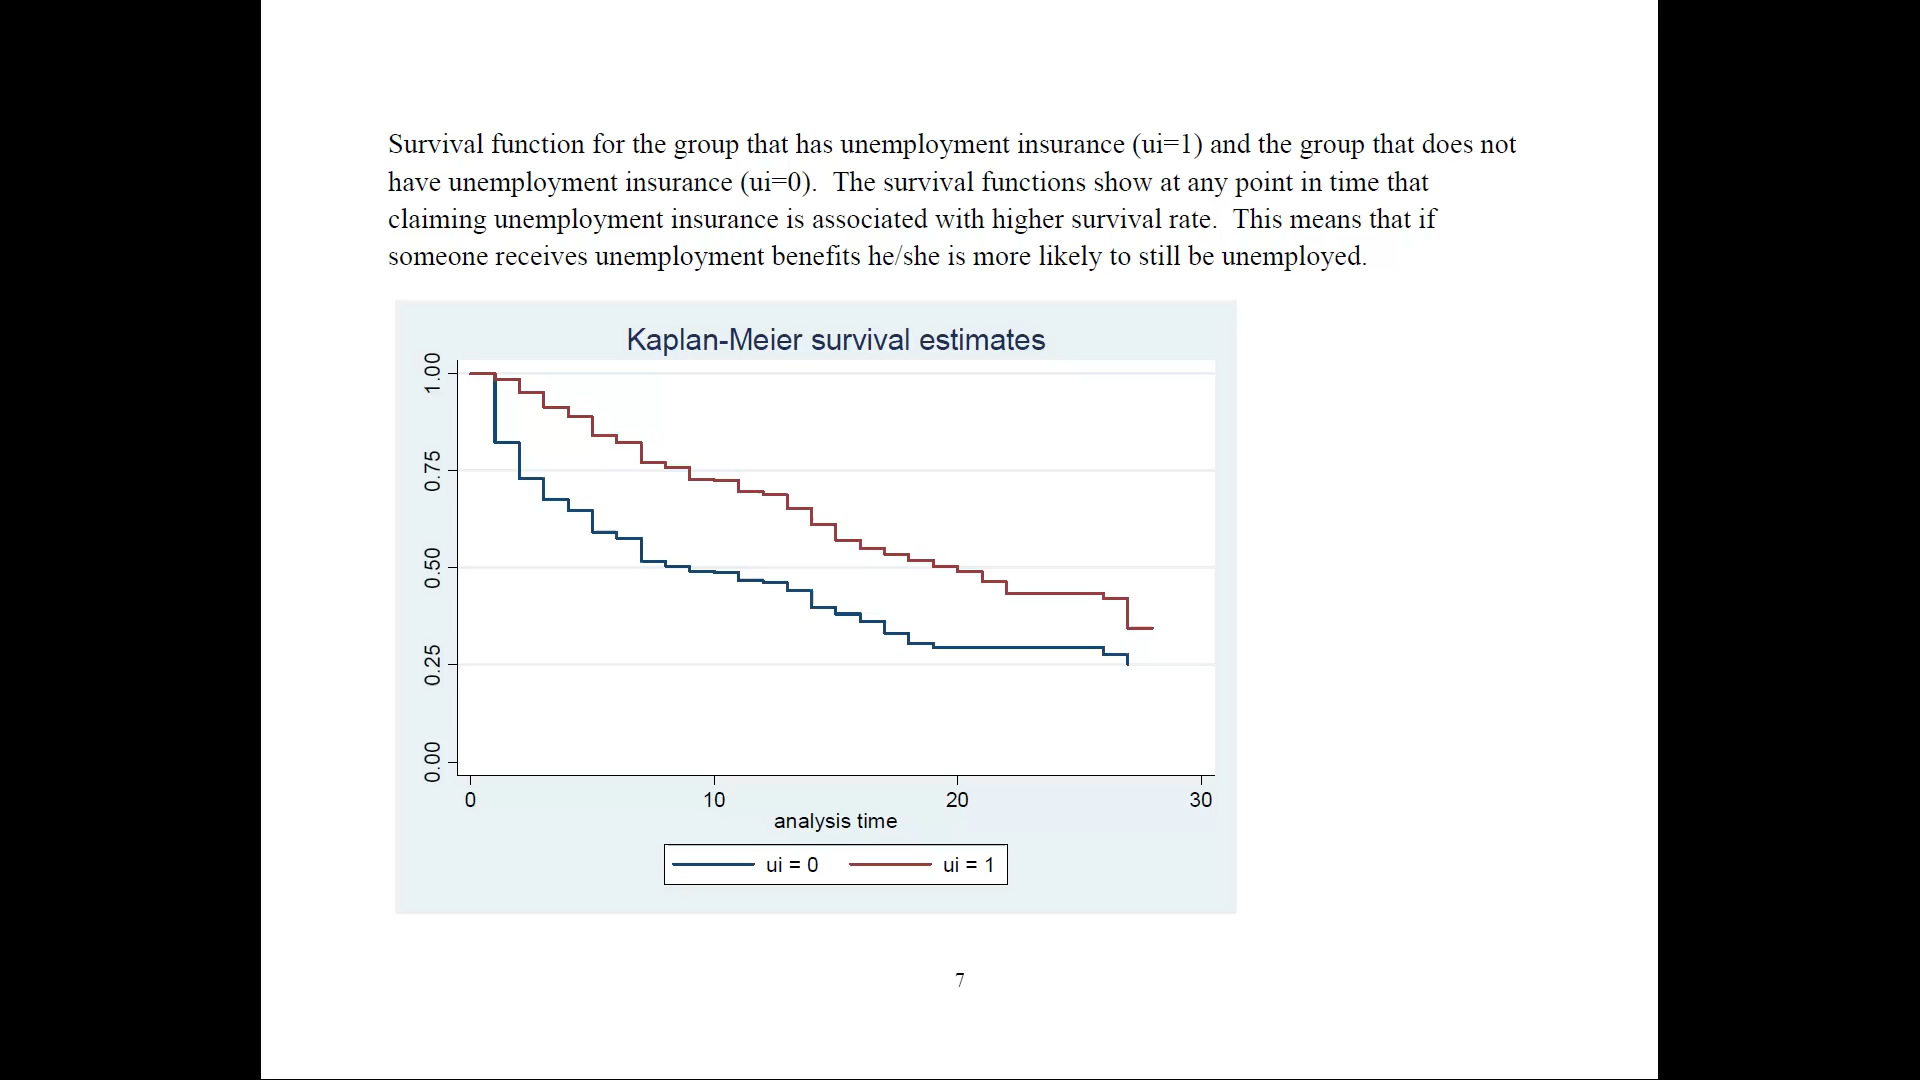 Survival function for the group that has unemployment insurance (ui=1) and the group that does not
have unemployment insurance (ui=0).  The survival functions show at any point in time that
claiming unemployment insurance is associated with higher survival rate.  This means that if
someone receives unemployment benefits he/she is more likely to still be unemployed.
Kaplan-Meier survival estimates
1.00
0.75
0.50
0.25
0.00
0 10 20 30
analysis time
ui = 0 ui = 1
7